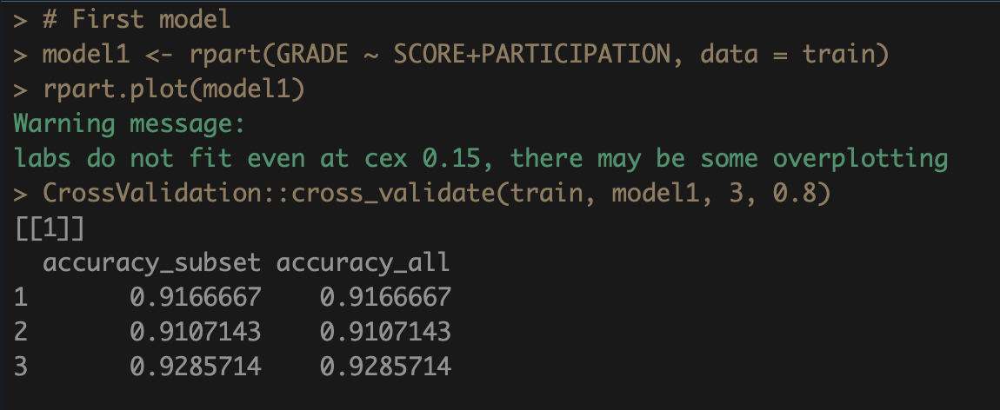 > # First model
> model1 <- rpart(GRADE ~ SCORE+PARTICIPATION, data = train)
> rpart.plot(model1)
Warning message:
labs do not fit even at cex 0.15, there may be some overplotting
> CrossValidation::cross_validate(train, model1, 3, 0.8)
[[1]]
  accuracy_subset accuracy_all
1       0.9166667    0.9166667
2       0.9107143    0.9107143
3       0.9285714    0.9285714